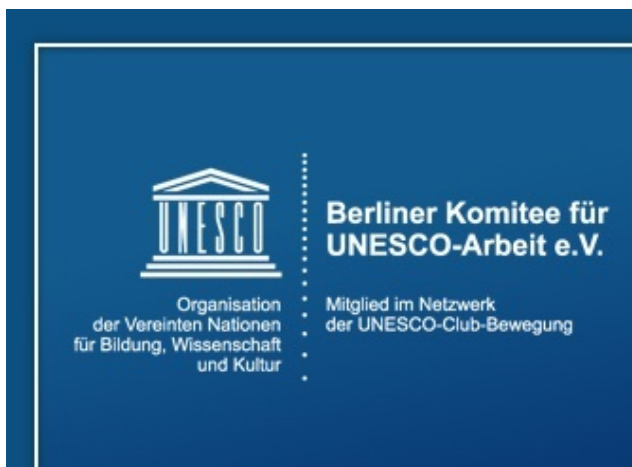 UNESCO
Organisation
der Vereinten Nationen
für Bildung, Wissenschaft
und Kultur
Berliner Komitee für
UNESCO-Arbeit e.V.
Mitglied im Netzwerk
der UNESCO-Club-Bewegung